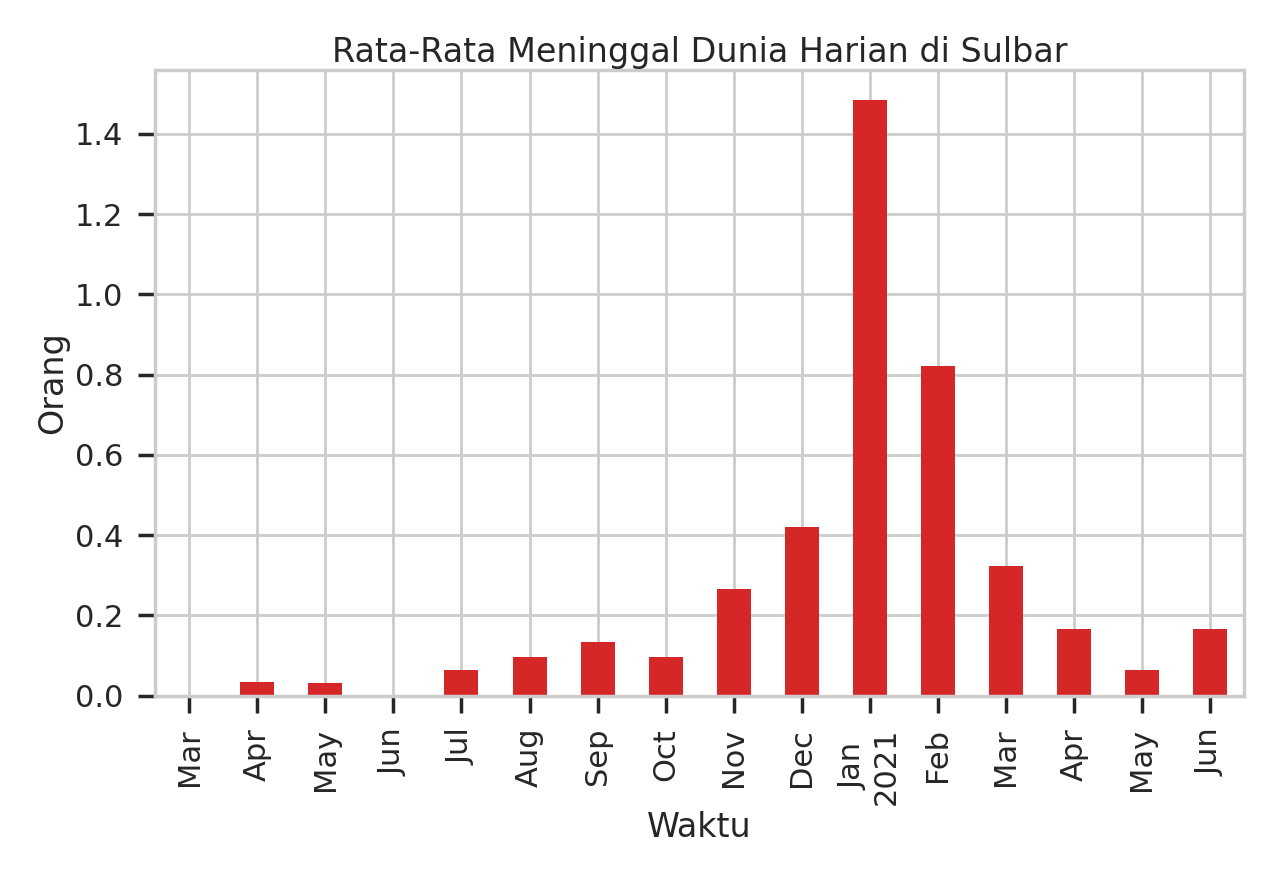 Rata-Rata Meninggal Dunia Harian di Sulbar
Orang
1.4
1.2
1.0
0.8
0.6
0.4
0.2
0.0
Mar
Apr
May
Jun
Jul
Aug
Sep
Oct
Nov
Dec
Jan
2021
Feb
Mar
Apr
May
Jun
Waktu